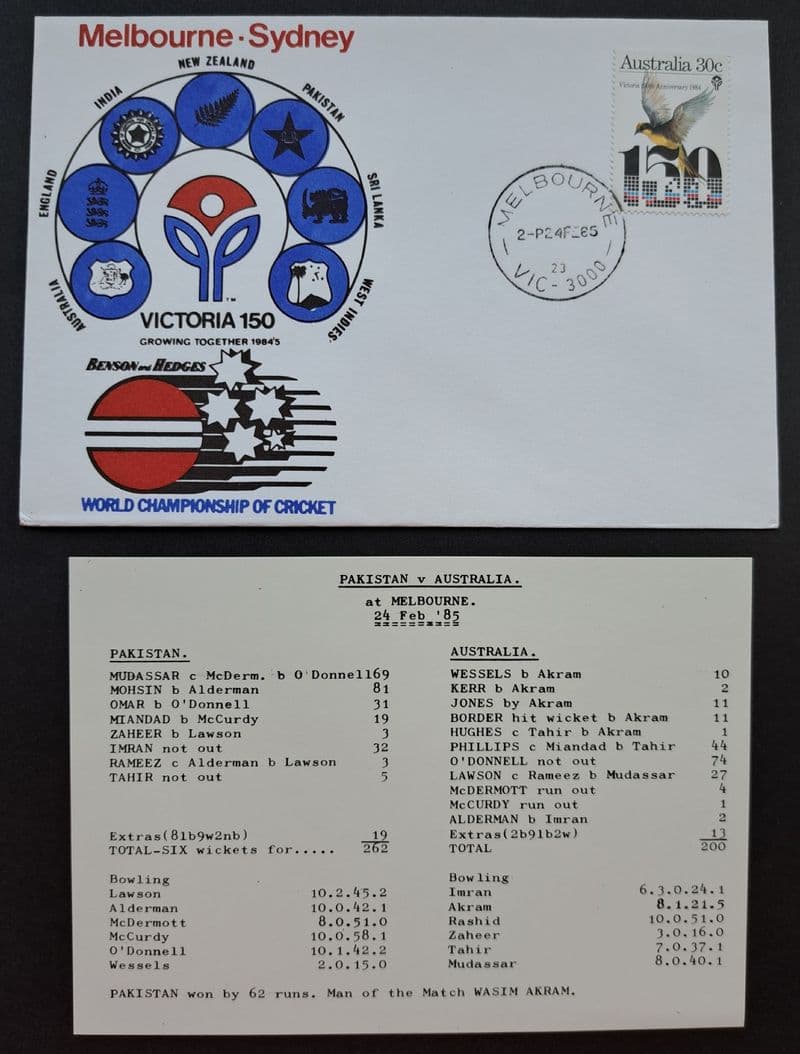 Melbourne · Sydney
NEW ZEALAND
INDIA
PAKISTAN
ENGLAND
SRI LANKA
AUSTRALIA
WEST INDIES
TM
VICTORIA 150
GROWING TOGETHER 1984'5
BENSON and HEDGES
WORLD CHAMPIONSHIP OF CRICKET
Australia 30c
Victoria 150th Anniversary 1984
150
MELBOURNE
2-P24F_85
23
VIC-3000
PAKISTAN v AUSTRALIA.
at MELBOURNE.
24 Feb '85
PAKISTAN.
MUDASSAR c McDerm. b O'Donnell 69
MOHSIN b Alderman 81
OMAR b O'Donnell 31
MIANDAD b McCurdy 19
ZAHEER b Lawson 3
IMRAN not out 32
RAMEEZ c Alderman b Lawson 3
TAHIR not out 5
Extras(8lb9w2nb) 19
TOTAL-SIX wickets for..... 262
Bowling
Lawson 10.2.45.2
Alderman 10.0.42.1
McDermott 8.0.51.0
McCurdy 10.0.58.1
O'Donnell 10.1.42.2
Wessels 2.0.15.0
AUSTRALIA.
WESSELS b Akram 10
KERR b Akram 2
JONES by Akram 11
BORDER hit wicket b Akram 11
HUGHES c Tahir b Akram 1
PHILLIPS c Miandad b Tahir 44
O'DONNELL not out 74
LAWSON c Rameez b Mudassar 27
McDERMOTT run out 4
McCURDY run out 1
ALDERMAN b Imran 2
Extras(2b9lb2w) 13
TOTAL 200
Bowling
Imran 6.3.0.24.1
Akram 8.1.21.5
Rashid 10.0.51.0
Zaheer 3.0.16.0
Tahir 7.0.37.1
Mudassar 8.0.40.1
PAKISTAN won by 62 runs. Man of the Match WASIM AKRAM.